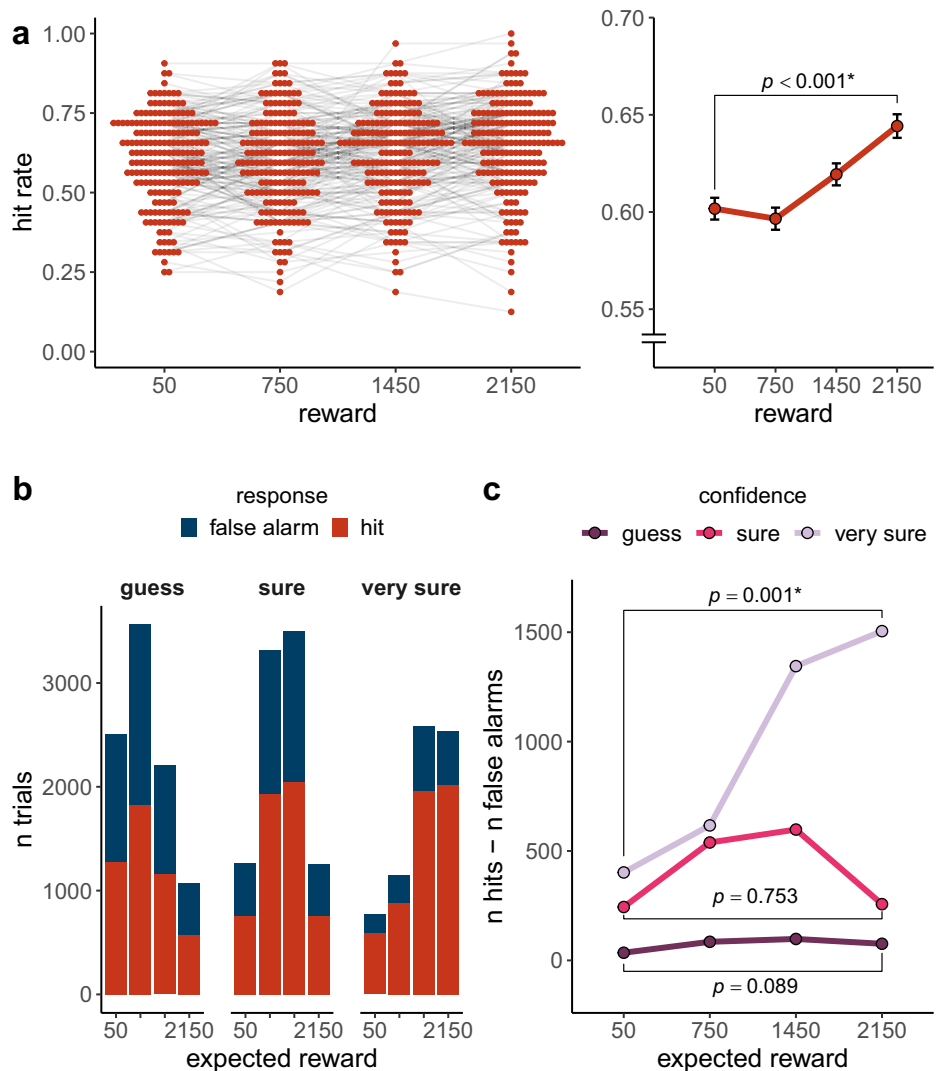 a
hit rate
1.00
0.75
0.50
0.25
0.00
50 750 1450 2150
reward
0.70
0.65
0.60
0.55
p < 0.001*
50 750 1450 2150
reward
b
response
false alarm hit
guess sure very sure
n trials
3000
2000
1000
0
50 2150 50 2150 50 2150
expected reward
c
confidence
guess sure very sure
n hits − n false alarms
1500
1000
500
0
p = 0.001*
p = 0.753
p = 0.089
50 750 1450 2150
expected reward